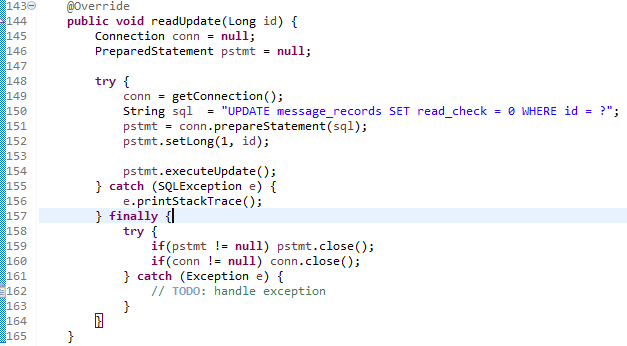 143 @Override
144 public void readUpdate(Long id) {
145 Connection conn = null;
146 PreparedStatement pstmt = null;
147
148 try {
149 conn = getConnection();
150 String sql  = "UPDATE message_records SET read_check = 0 WHERE id = ?";
151 pstmt = conn.prepareStatement(sql);
152 pstmt.setLong(1, id);
153
154 pstmt.executeUpdate();
155 } catch (SQLException e) {
156 e.printStackTrace();
157 } finally {
158 try {
159 if(pstmt != null) pstmt.close();
160 if(conn != null) conn.close();
161 } catch (Exception e) {
162 // TODO: handle exception
163 }
164 }
165 }